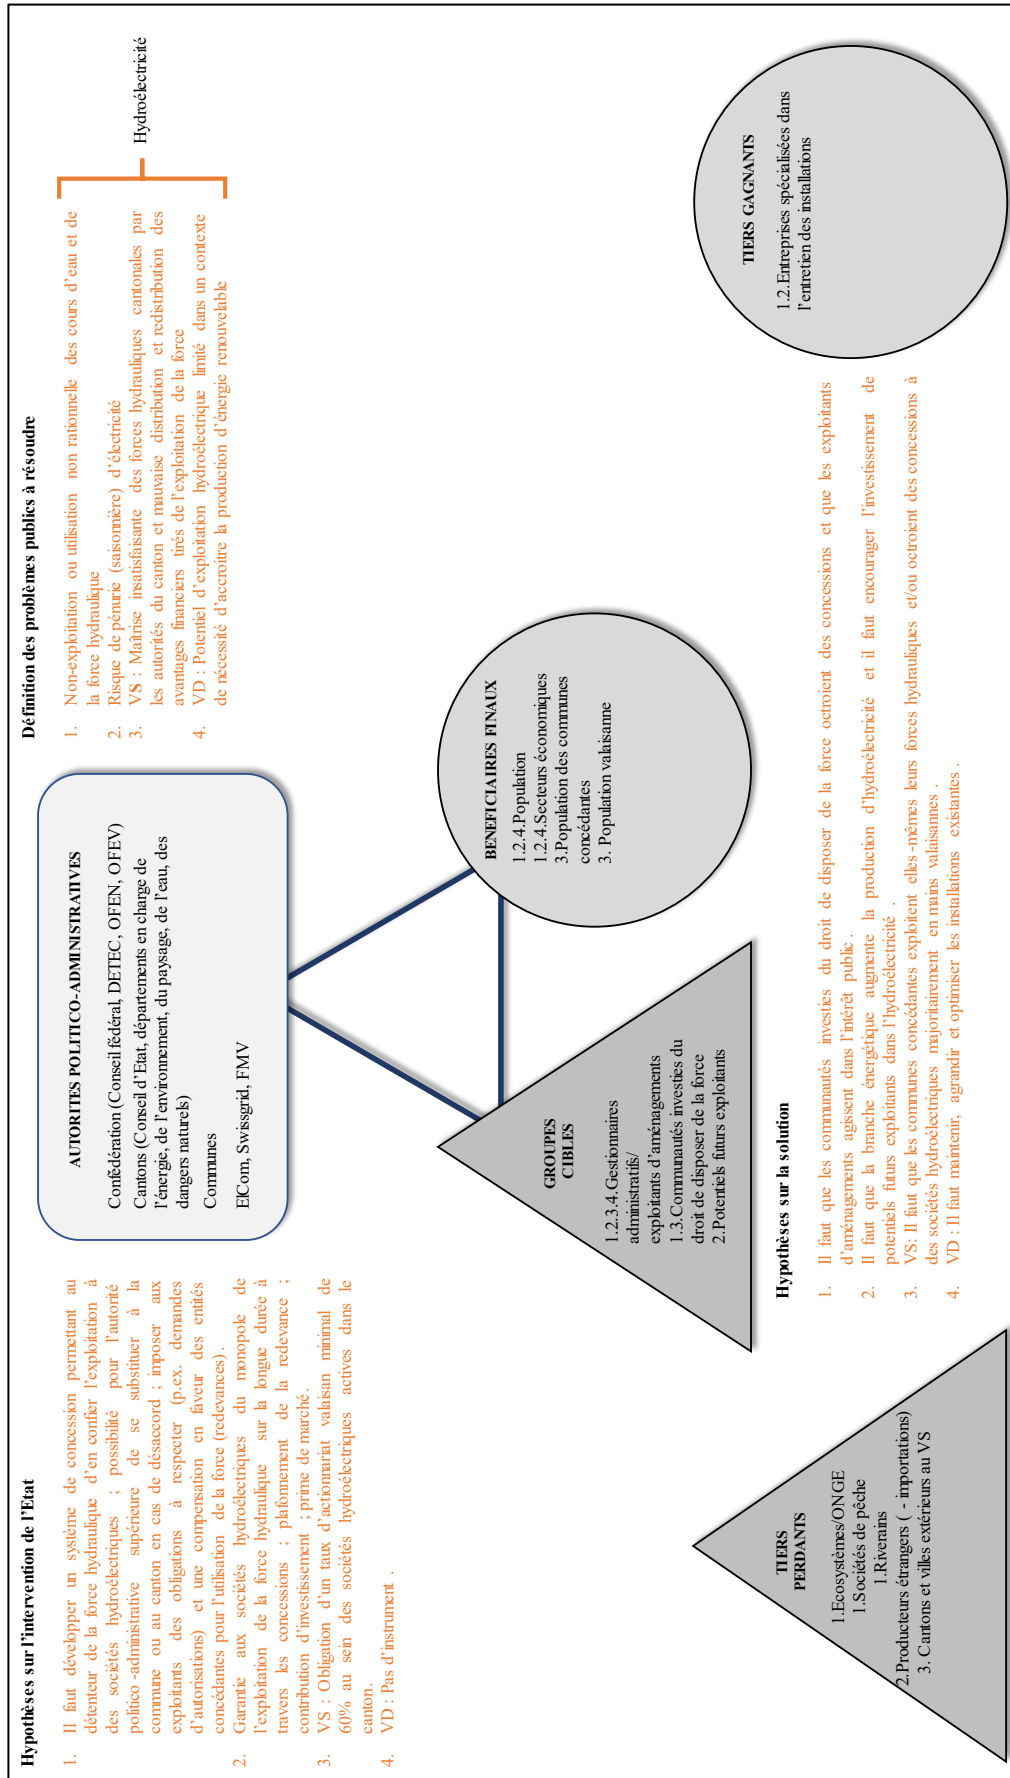 Hypothèses sur l'intervention de l'Etat
1. Il faut développer un système de concession permettant au
détenteur de la force hydraulique d'en confier l'exploitation à
des sociétés hydroélectriques ; possibilité pour l'autorité
politico-administrative supérieure de se substituer à la
commune ou au canton en cas de désaccord ; imposer aux
exploitants des obligations à respecter (p.ex. demandes
d'autorisations) et une compensation en faveur des entités
concédantes pour l'utilisation de la force (redevances).
2. Garantie aux sociétés hydroélectriques du monopole de
l'exploitation de la force hydraulique sur la longue durée à
travers les concessions ; plafonnement de la redevance ;
contribution d'investissement ; prime de marché.
3. VS : Obligation d'un taux d'actionnariat valaisan minimal de
60% au sein des sociétés hydroélectriques actives dans le
canton.
4. VD : Pas d'instrument .
AUTORITES POLITICO-ADMINISTRATIVES
Confédération (Conseil fédéral, DETEC, OFEN, OFEV)
Cantons (Conseil d'Etat, départements en charge de
l'énergie, de l'environnement, du paysage, de l'eau, des
dangers naturels)
Communes
ElCom, Swissgrid, FMV
Définition des problèmes publics à résoudre
1. Non-exploitation ou utilisation non rationnelle des cours d'eau et de
la force hydraulique
2. Risque de pénurie (saisonnière) d'électricité
3. VS : Maîtrise insatisfaisante des forces hydrauliques cantonales par
les autorités du canton et mauvaise distribution et redistribution des
avantages financiers tirés de l'exploitation de la force
4. VD : Potentiel d'exploitation hydroélectrique limité dans un contexte
de nécessité d'accroître la production d'énergie renouvelable
Hydroélectricité
GROUPES
CIBLES
1.2.3.4.Gestionnaires
administratifs/
exploitants d'aménagements
1.3.Communautés investies du
droit de disposer de la force
2.Potentiels futurs exploitants
BENEFICIAIRES FINAUX
1.2.4.Population
1.2.4.Secteurs économiques
3.Population des communes
concédantes
3. Population valaisanne
TIERS
PERDANTS
1.Ecosystèmes/ONGE
1.Sociétés de pêche
1.Riverains
2.Producteurs étrangers ( - importations)
3. Cantons et villes extérieurs au VS
Hypothèses sur la solution
1. Il faut que les communautés investies du droit de disposer de la force octroient des concessions et que les exploitants
d'aménagements agissent dans l'intérêt public .
2. Il faut que la branche énergétique augmente la production d'hydroélectricité et il faut encourager l'investissement de
potentiels futurs exploitants dans l'hydroélectricité .
3. VS: Il faut que les communes concédantes exploitent elles-mêmes leurs forces hydrauliques et/ou octroient des concessions à
des sociétés hydroélectriques majoritairement en mains valaisannes .
4. VD : Il faut maintenir, agrandir et optimiser les installations existantes .
TIERS GAGNANTS
1.2.Entreprises spécialisées dans
l'entretien des installations